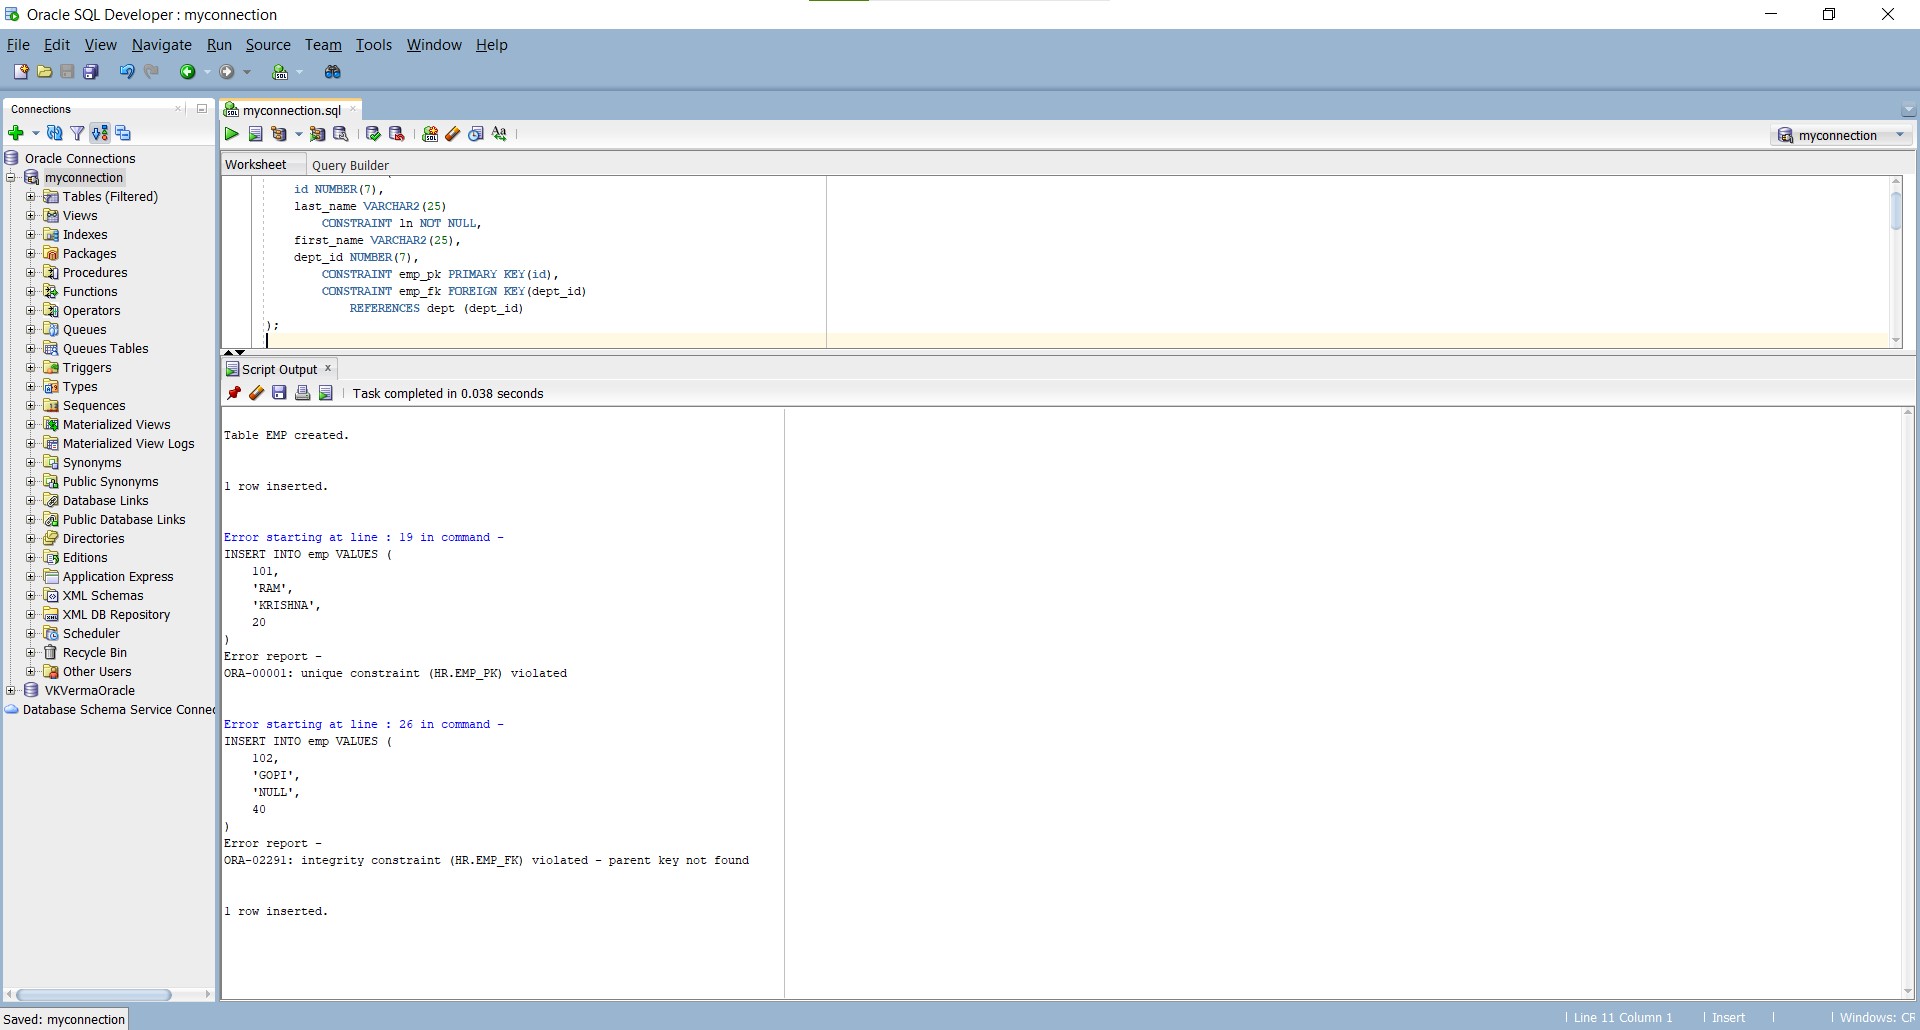 Oracle SQL Developer : myconnection
File Edit View Navigate Run Source Team Tools Window Help
Connections
Oracle Connections
myconnection
Tables (Filtered)
Views
Indexes
Packages
Procedures
Functions
Operators
Queues
Queues Tables
Triggers
Types
Sequences
Materialized Views
Materialized View Logs
Synonyms
Public Synonyms
Database Links
Public Database Links
Directories
Editions
Application Express
XML Schemas
XML DB Repository
Scheduler
Recycle Bin
Other Users
VKVermaOracle
Database Schema Service Connec
myconnection.sql
myconnection
Worksheet Query Builder
id NUMBER(7),
last_name VARCHAR2(25)
CONSTRAINT ln NOT NULL,
first_name VARCHAR2(25),
dept_id NUMBER(7),
CONSTRAINT emp_pk PRIMARY KEY(id),
CONSTRAINT emp_fk FOREIGN KEY(dept_id)
REFERENCES dept (dept_id)
);
Script Output x
Task completed in 0.038 seconds
Table EMP created.
1 row inserted.
Error starting at line : 19 in command -
INSERT INTO emp VALUES (
101,
'RAM',
'KRISHNA',
20
)
Error report -
ORA-00001: unique constraint (HR.EMP_PK) violated
Error starting at line : 26 in command -
INSERT INTO emp VALUES (
102,
'GOPI',
'NULL',
40
)
Error report -
ORA-02291: integrity constraint (HR.EMP_FK) violated - parent key not found
1 row inserted.
Saved: myconnection
Line 11 Column 1 Insert Windows: CR